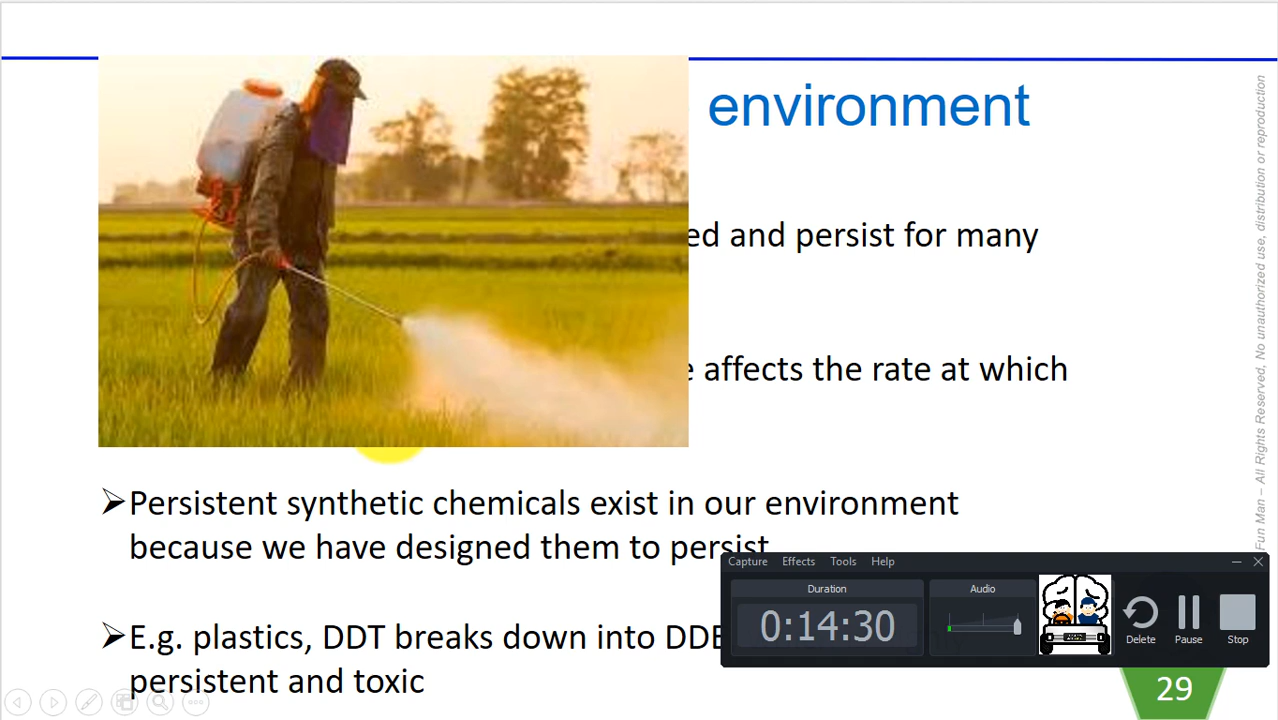 environment
ed and persist for many
affects the rate at which
➢Persistent synthetic chemicals exist in our environment
because we have designed them to persist
➢E.g. plastics, DDT breaks down into DDE
persistent and toxic
Fun Man – All Rights Reserved, No unauthorized use, distribution or reproduction
Capture Effects Tools Help
Duration
Audio
0:14:30
Delete Pause Stop
29